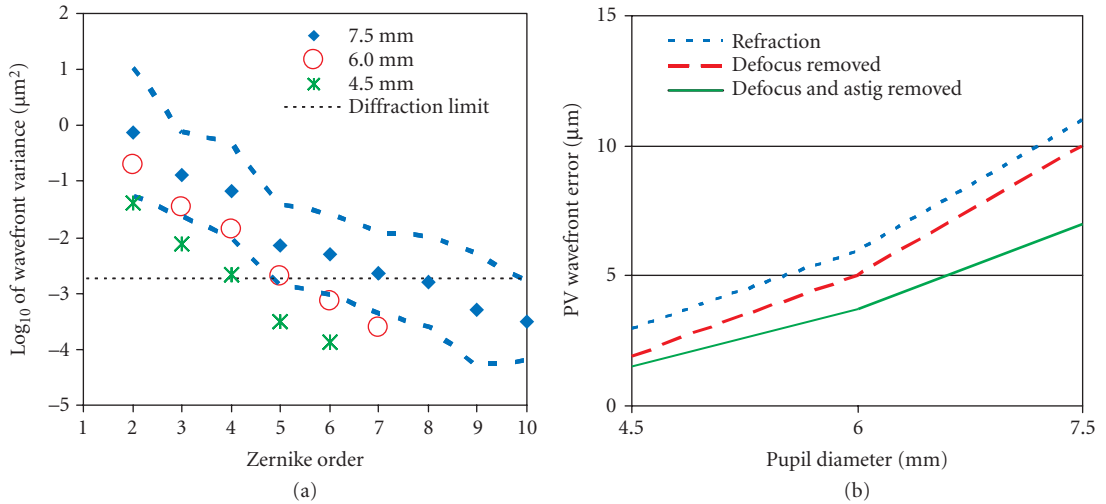 2
1
0
−1
−2
−3
−4
−5
Log10 of wavefront variance (µm²)
7.5 mm
6.0 mm
4.5 mm
Diffraction limit
1 2 3 4 5 6 7 8 9 10
Zernike order
(a)
15
10
5
0
PV wavefront error (µm)
Refraction
Defocus removed
Defocus and astig removed
4.5 6 7.5
Pupil diameter (mm)
(b)